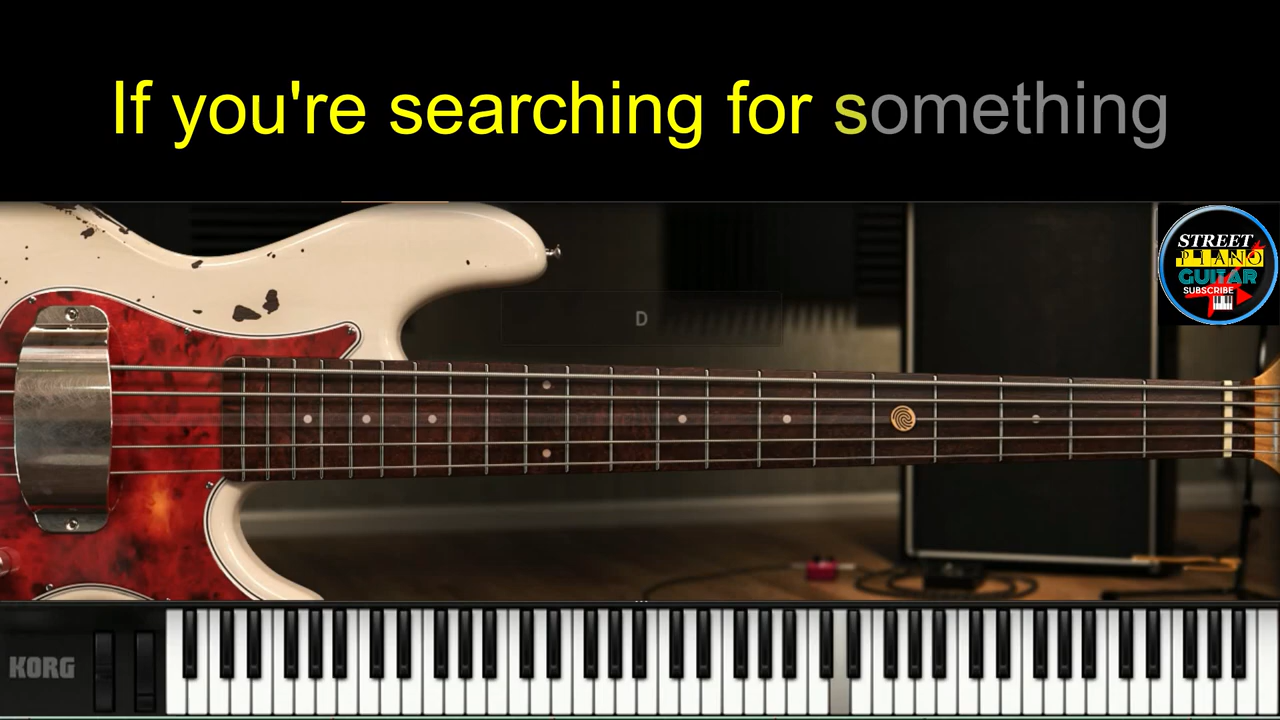 If you're searching for something
STREET
PIANO
GUITAR
SUBSCRIBE
D
KORG